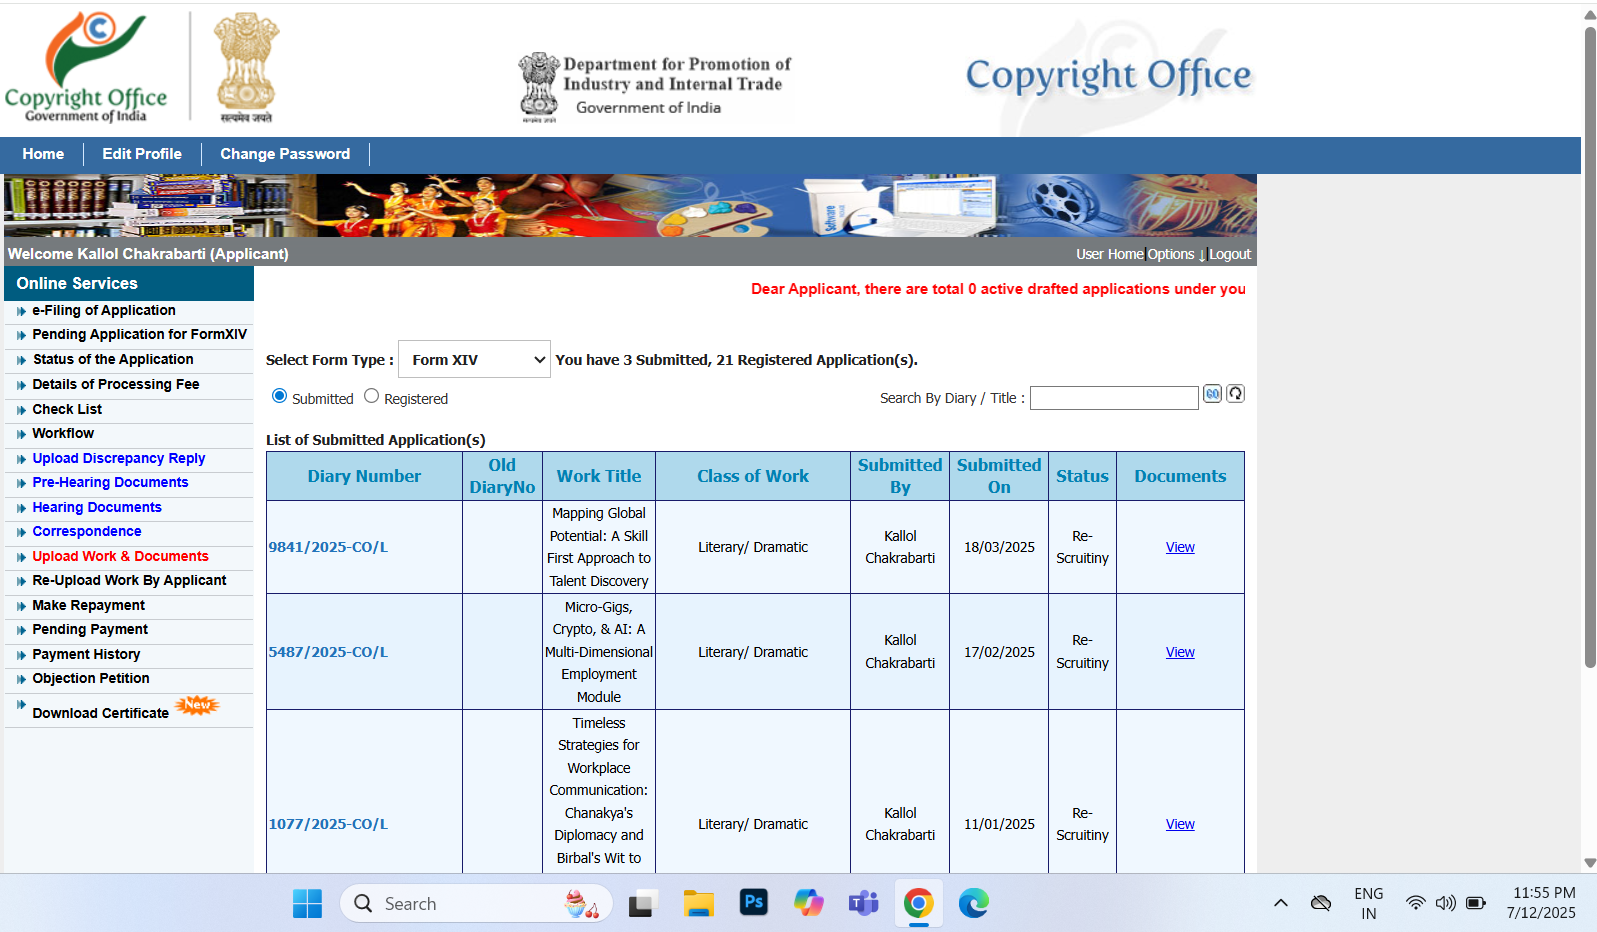 Copyright Office
Government of India
सत्यमेव जयते
Department for Promotion of
Industry and Internal Trade
Government of India
सत्यमेव जयते
Copyright Office
Home
Edit Profile
Change Password
Software
Welcome Kallol Chakrabarti (Applicant)
User Home|Options ↓|Logout
Online Services
e-Filing of Application
Pending Application for FormXIV
Status of the Application
Details of Processing Fee
Check List
Workflow
Upload Discrepancy Reply
Pre-Hearing Documents
Hearing Documents
Correspondence
Upload Work & Documents
Re-Upload Work By Applicant
Make Repayment
Pending Payment
Payment History
Objection Petition
Download Certificate New
Dear Applicant, there are total 0 active drafted applications under you
Select Form Type : Form XIV You have 3 Submitted, 21 Registered Application(s).
Submitted Registered
Search By Diary / Title : GO
List of Submitted Application(s)
Diary Number
Old
DiaryNo
Work Title
Class of Work
Submitted
By
Submitted
On
Status
Documents
9841/2025-CO/L
Mapping Global
Potential: A Skill
First Approach to
Talent Discovery
Literary/ Dramatic
Kallol
Chakrabarti
18/03/2025
Re-
Scrutiny
View
5487/2025-CO/L
Micro-Gigs,
Crypto, & AI: A
Multi-Dimensional
Employment
Module
Literary/ Dramatic
Kallol
Chakrabarti
17/02/2025
Re-
Scrutiny
View
1077/2025-CO/L
Timeless
Strategies for
Workplace
Communication:
Chanakya's
Diplomacy and
Birbal's Wit to
Literary/ Dramatic
Kallol
Chakrabarti
11/01/2025
Re-
Scrutiny
View
Search
Ps
T
ENG
IN
11:55 PM
7/12/2025